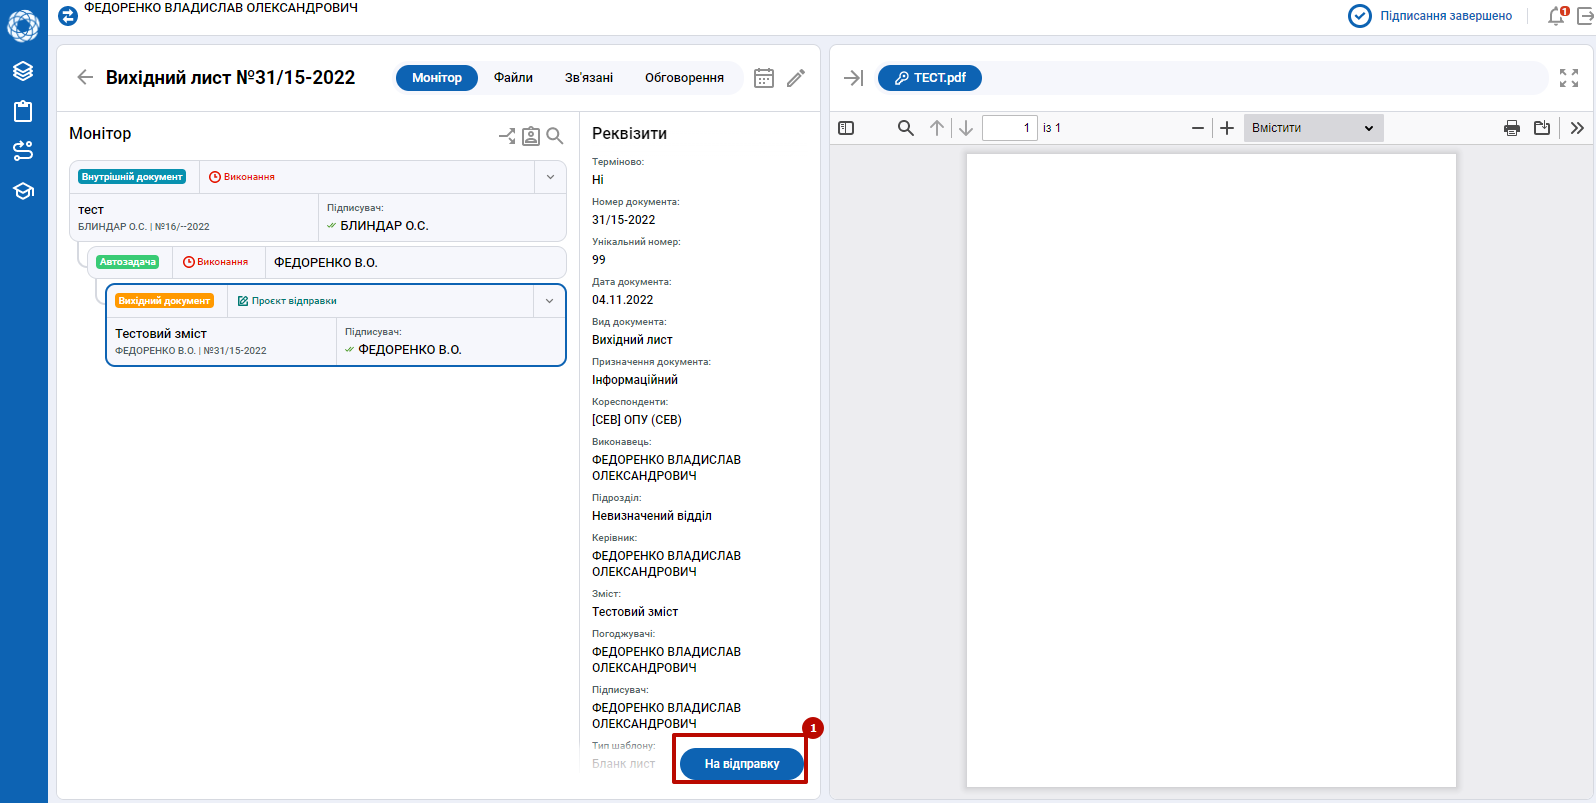 ФЕДОРЕНКО ВЛАДИСЛАВ ОЛЕКСАНДРОВИЧ
Підписання завершено
1
Вихідний лист №31/15-2022
Монітор
Файли
Зв'язані
Обговорення
ТЕСТ.pdf
Монітор
Внутрішній документ
Виконання
тест
БЛИНДАР О.С. | №16/--2022
Підписувач:
БЛИНДАР О.С.
Автозадача
Виконання
ФЕДОРЕНКО В.О.
Вихідний документ
Проєкт відправки
Тестовий зміст
ФЕДОРЕНКО В.О. | №31/15-2022
Підписувач:
ФЕДОРЕНКО В.О.
Реквізити
Терміново:
Ні
Номер документа:
31/15-2022
Унікальний номер:
99
Дата документа:
04.11.2022
Вид документа:
Вихідний лист
Призначення документа:
Інформаційний
Кореспонденти:
[СЕВ] ОПУ (СЕВ)
Виконавець:
ФЕДОРЕНКО ВЛАДИСЛАВ
ОЛЕКСАНДРОВИЧ
Підрозділ:
Невизначений відділ
Керівник:
ФЕДОРЕНКО ВЛАДИСЛАВ
ОЛЕКСАНДРОВИЧ
Зміст:
Тестовий зміст
Погоджувачі:
ФЕДОРЕНКО ВЛАДИСЛАВ
ОЛЕКСАНДРОВИЧ
Підписувач:
ФЕДОРЕНКО ВЛАДИСЛАВ
ОЛЕКСАНДРОВИЧ
Тип шаблону:
Бланк лист
1
На відправку
1 із 1
Вмістити